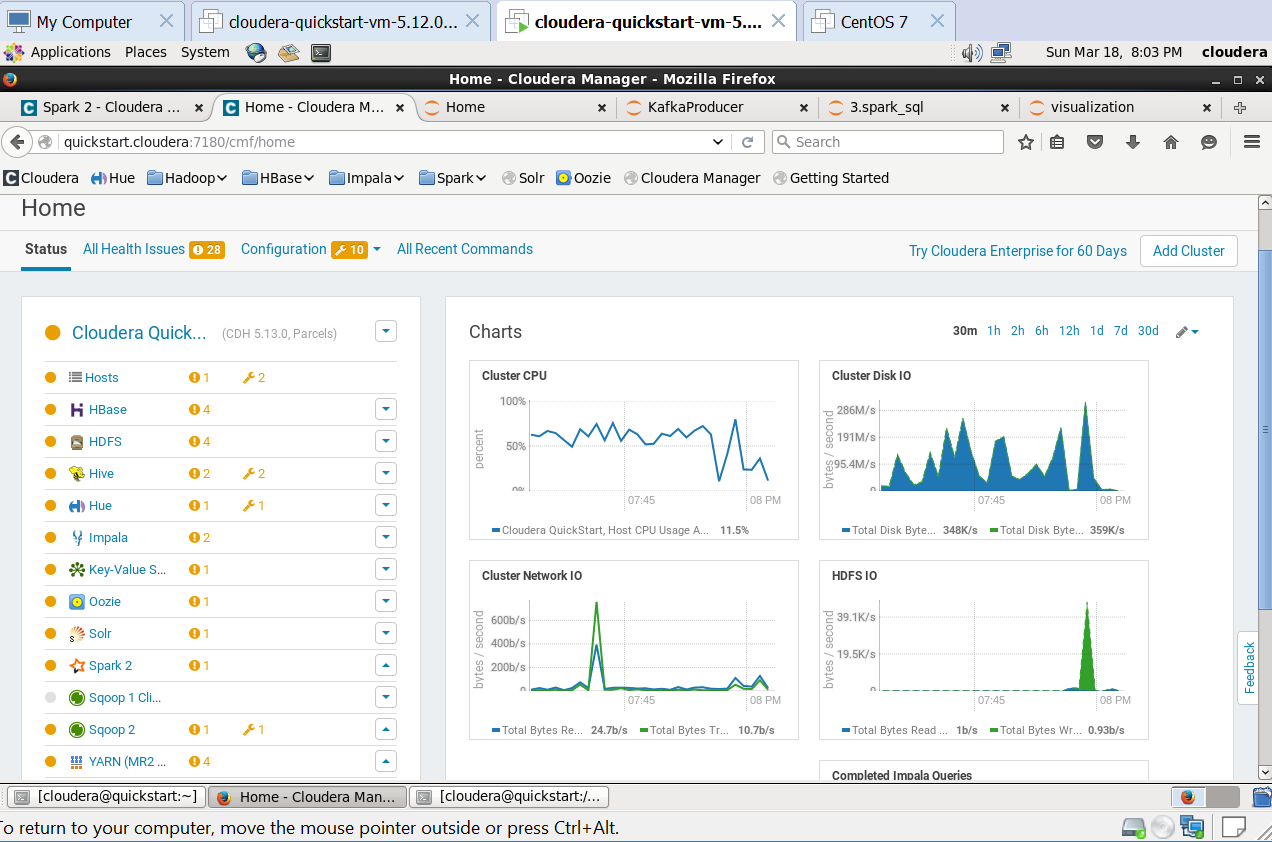 My Computer
cloudera-quickstart-vm-5.12.0...
cloudera-quickstart-vm-5....
CentOS 7
Applications Places System
Sun Mar 18, 8:03 PM cloudera
Home - Cloudera Manager - Mozilla Firefox
Spark 2 - Cloudera ...
Home - Cloudera M...
Home
KafkaProducer
3.spark_sql
visualization
quickstart.cloudera:7180/cmf/home
Search
Cloudera Hue Hadoop HBase Impala Spark Solr Oozie Cloudera Manager Getting Started
Home
Status All Health Issues 28 Configuration 10 All Recent Commands
Try Cloudera Enterprise for 60 Days Add Cluster
Cloudera Quick... (CDH 5.13.0, Parcels)
Hosts 1 2
HBase 4
HDFS 4
Hive 2 2
Hue 1 1
Impala 2
Key-Value S... 1
Oozie 1
Solr 1
Spark 2 1
Sqoop 1 Cli...
Sqoop 2 1 1
YARN (MR2 ... 4
Charts
30m 1h 2h 6h 12h 1d 7d 30d
Cluster CPU
percent
100%
50%
0%
07:45 08 PM
Cloudera QuickStart, Host CPU Usage A... 11.5%
Cluster Disk IO
bytes / second
286M/s
191M/s
95.4M/s
0
07:45 08 PM
Total Disk Byte... 348K/s Total Disk Byte... 359K/s
Cluster Network IO
bytes / second
600b/s
400b/s
200b/s
0
07:45 08 PM
Total Bytes Re... 24.7b/s Total Bytes Tr... 10.7b/s
HDFS IO
bytes / second
39.1K/s
19.5K/s
0
07:45 08 PM
Total Bytes Read ... 1b/s Total Bytes Wr... 0.93b/s
Completed Impala Queries
Feedback
[cloudera@quickstart:~]
Home - Cloudera Man...
[cloudera@quickstart:/...
To return to your computer, move the mouse pointer outside or press Ctrl+Alt.